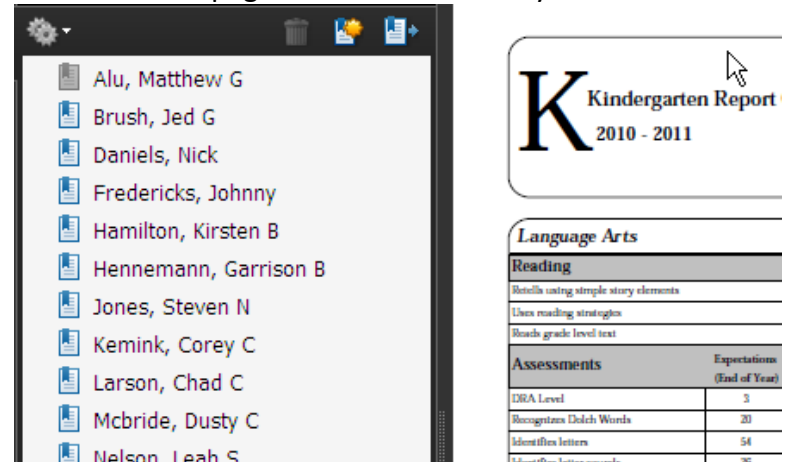 Alu, Matthew G
Brush, Jed G
Daniels, Nick
Fredericks, Johnny
Hamilton, Kirsten B
Hennemann, Garrison B
Jones, Steven N
Kemink, Corey C
Larson, Chad C
Mcbride, Dusty C
Nelson, Leah S
K
Kindergarten Report
2010 - 2011
Language Arts
Reading
Retells using simple story elements
Uses reading strategies
Reads grade level text
Assessments Expectations
(End of Year)
DRA Level 3
Recognizes Dolch Words 20
Identifies letters 54